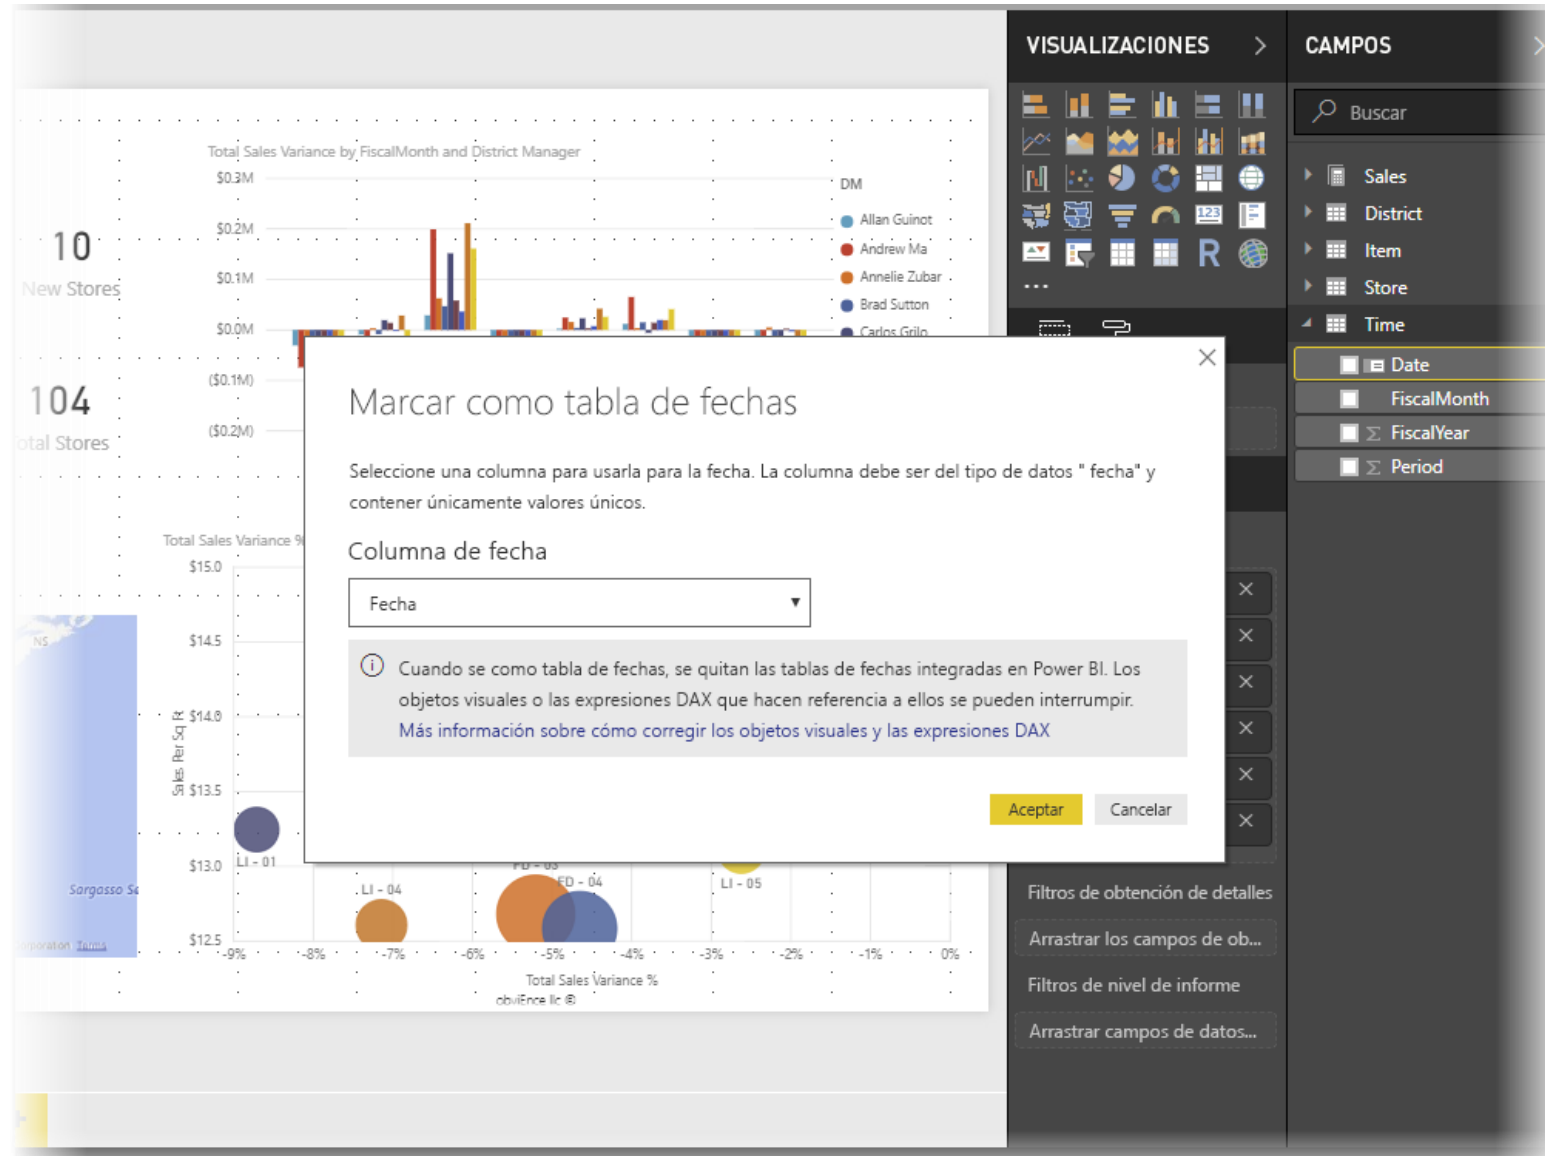 VISUALIZACIONES
CAMPOS
Buscar
Sales
District
Item
Store
Time
Date
FiscalMonth
FiscalYear
Period
10
New Stores
104
otal Stores
Total Sales Variance by FiscalMonth and District Manager
$0.3M
$0.2M
$0.1M
$0.0M
($0.1M)
($0.2M)
DM
Allan Guinot
Andrew Ma
Annelie Zubar
Brad Sutton
Carlos Grilo
123
R
Marcar como tabla de fechas
Seleccione una columna para usarla para la fecha. La columna debe ser del tipo de datos " fecha" y
contener únicamente valores únicos.
Columna de fecha
Fecha
Cuando se como tabla de fechas, se quitan las tablas de fechas integradas en Power BI. Los
objetos visuales o las expresiones DAX que hacen referencia a ellos se pueden interrumpir.
Más información sobre cómo corregir los objetos visuales y las expresiones DAX
Aceptar
Cancelar
Total Sales Variance %
$15.0
$14.5
$14.0
$13.5
$13.0
$12.5
Sales Per Sq Ft
LI - 01
LI - 04
FD - 03
FD - 04
LI - 05
-9%
-8%
-7%
-6%
-5%
-4%
-3%
-2%
-1%
0%
Total Sales Variance %
obviEnce llc ©
NS
Sargasso Se
Terms
Filtros de obtención de detalles
Arrastrar los campos de ob...
Filtros de nivel de informe
Arrastrar campos de datos...